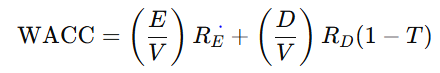 WACC = (E/V) R_E + (D/V) R_D(1 − T)